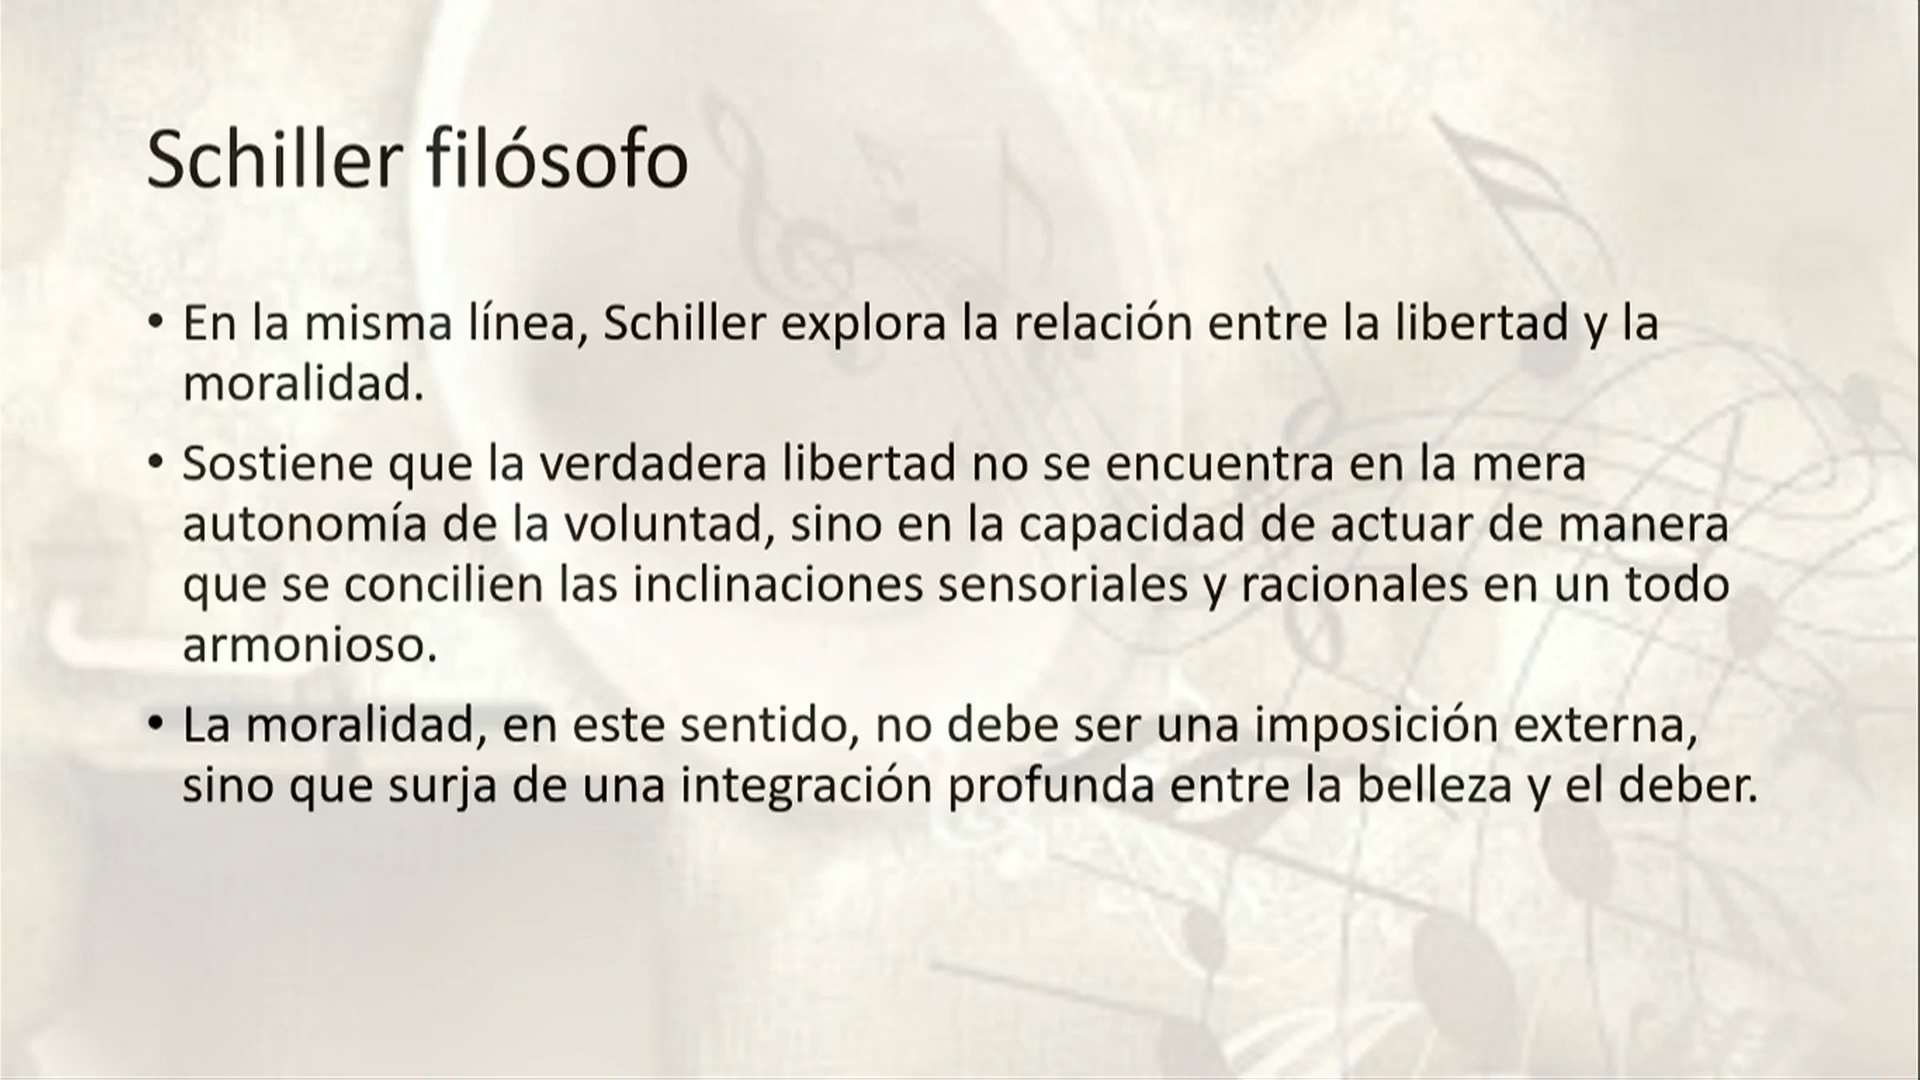 Schiller filósofo
• En la misma línea, Schiller explora la relación entre la libertad y la
moralidad.
• Sostiene que la verdadera libertad no se encuentra en la mera
autonomía de la voluntad, sino en la capacidad de actuar de manera
que se concilien las inclinaciones sensoriales y racionales en un todo
armonioso.
• La moralidad, en este sentido, no debe ser una imposición externa,
sino que surja de una integración profunda entre la belleza y el deber.